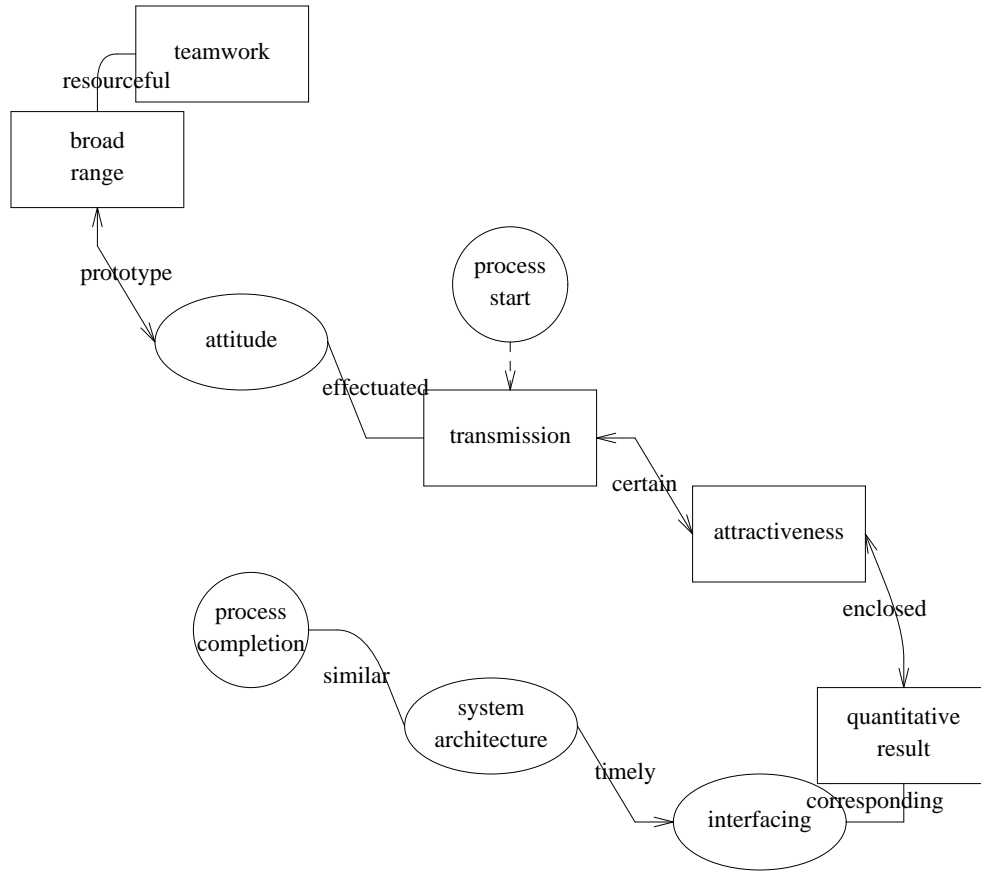 teamwork
resourceful
broad
range
process
start
prototype
attitude
effectuated
transmission
certain
attractiveness
process
completion
enclosed
similar
system
architecture
quantitative
result
timely
corresponding
interfacing